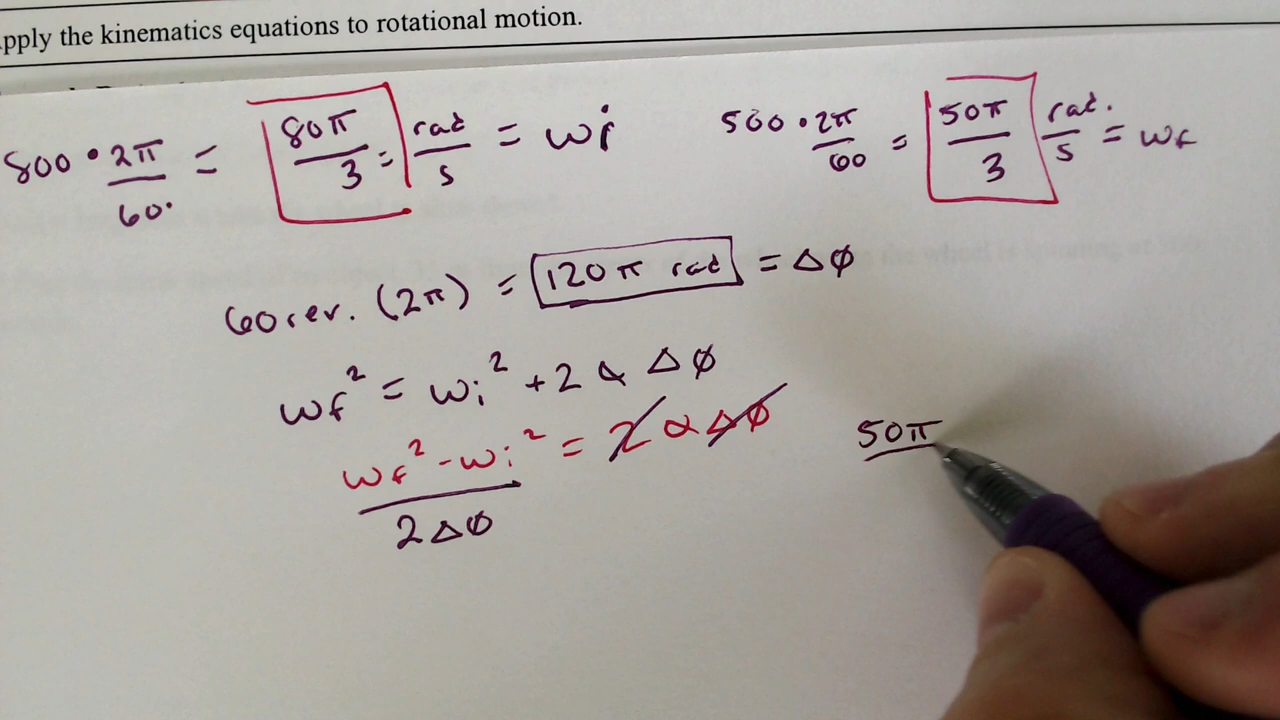 pply the kinematics equations to rotational motion.
800 • 2π / 60. = 80π / 3 = rad / s = ωi
500 • 2π / 60 = 50π / 3 rad. / s = ωf
60 rev. (2π) = 120π rad = Δφ
ωf² = ωi² + 2 α Δφ
ωf² - ωi² / 2Δφ = 2 α Δφ
50π